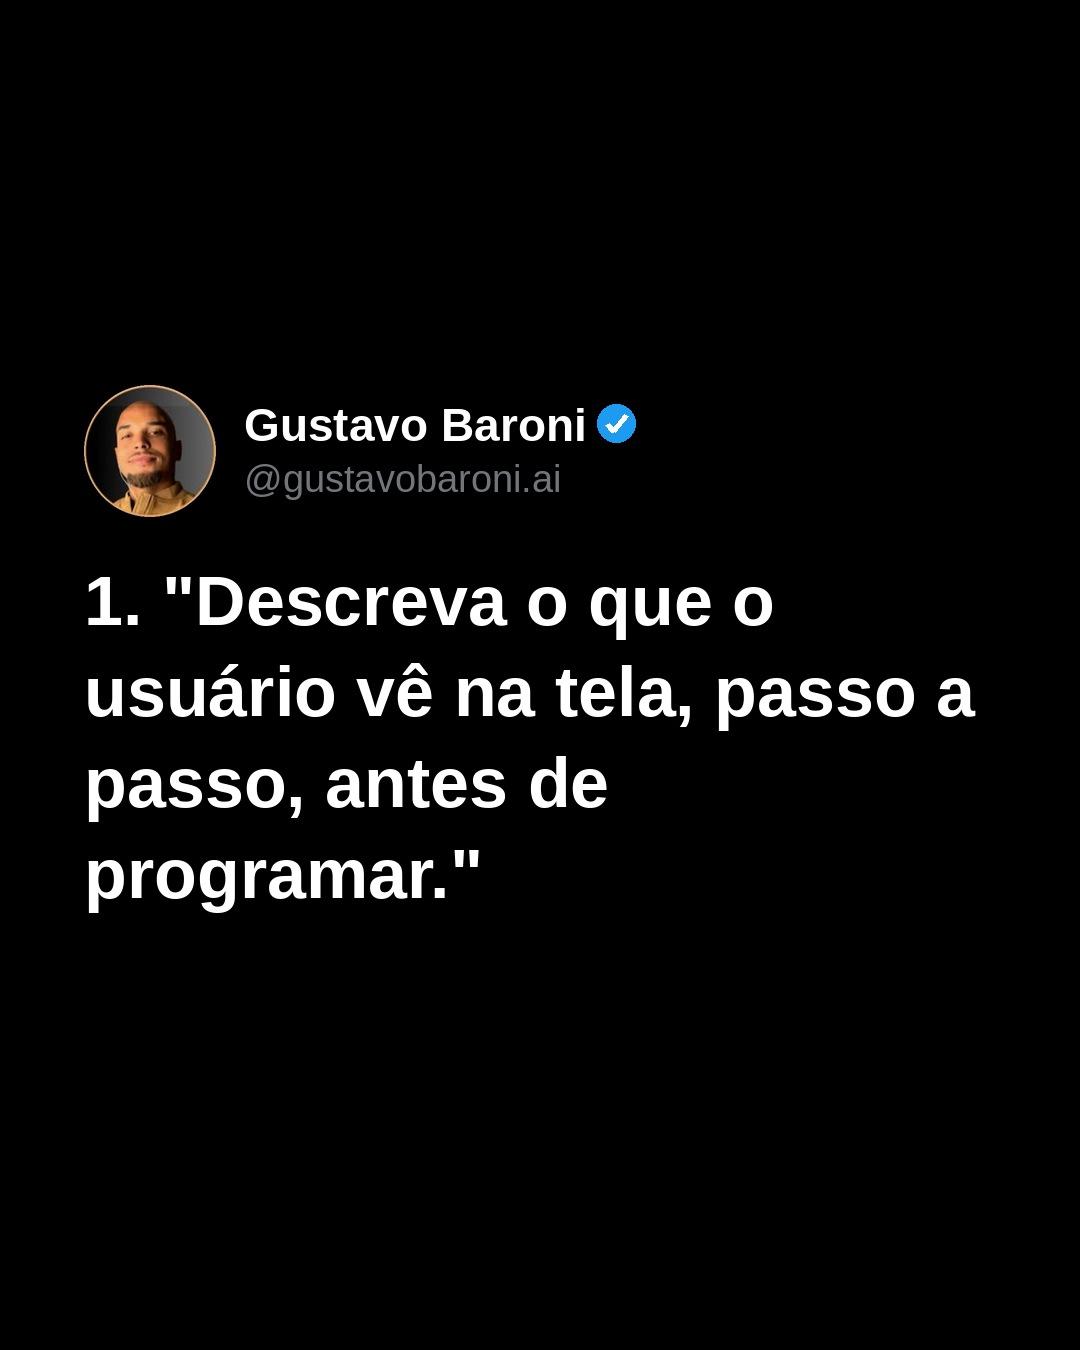 Gustavo Baroni
@gustavobaroni.ai
1. "Descreva o que o
usuário vê na tela, passo a
passo, antes de
programar."